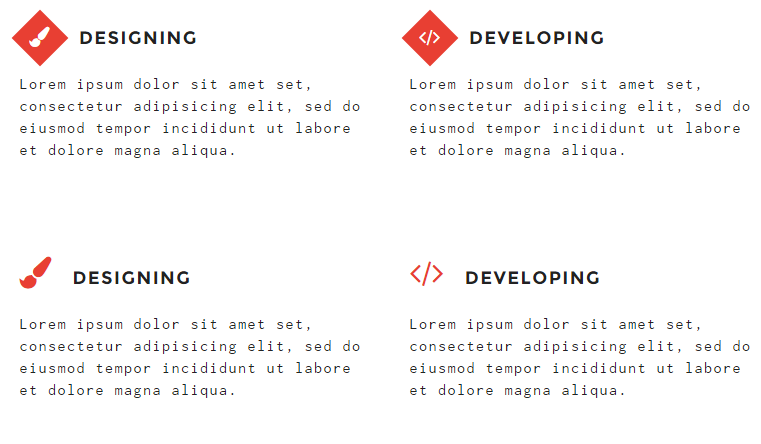 DESIGNING
Lorem ipsum dolor sit amet set,
consectetur adipisicing elit, sed do
eiusmod tempor incididunt ut labore
et dolore magna aliqua.
</> DEVELOPING
Lorem ipsum dolor sit amet set,
consectetur adipisicing elit, sed do
eiusmod tempor incididunt ut labore
et dolore magna aliqua.
DESIGNING
Lorem ipsum dolor sit amet set,
consectetur adipisicing elit, sed do
eiusmod tempor incididunt ut labore
et dolore magna aliqua.
</> DEVELOPING
Lorem ipsum dolor sit amet set,
consectetur adipisicing elit, sed do
eiusmod tempor incididunt ut labore
et dolore magna aliqua.